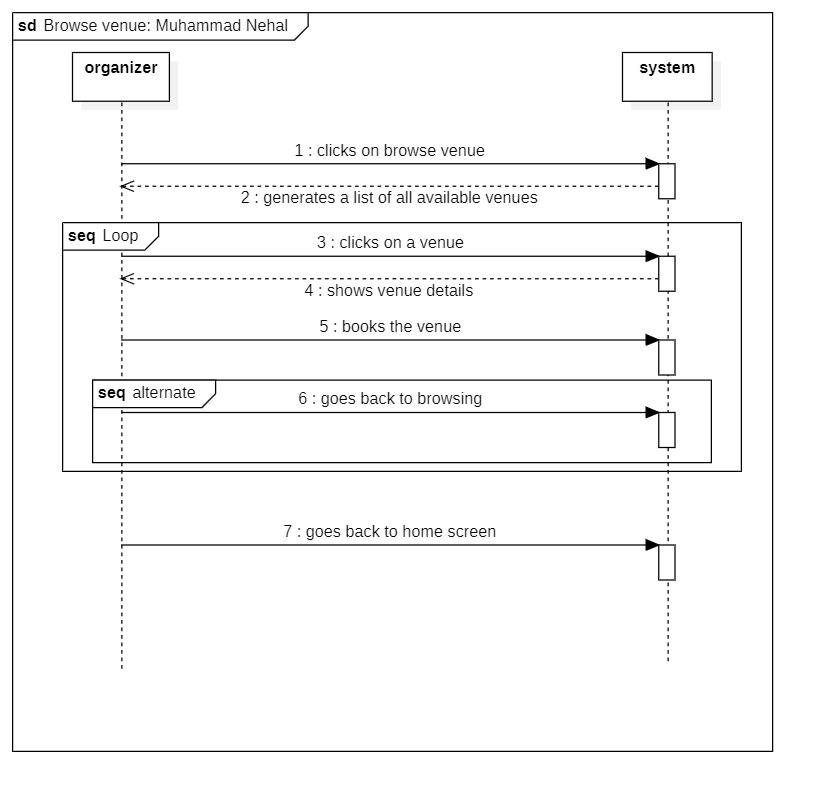 sd Browse venue: Muhammad Nehal
organizer
system
1 : clicks on browse venue
2 : generates a list of all available venues
seq Loop
3 : clicks on a venue
4 : shows venue details
5 : books the venue
seq alternate
6 : goes back to browsing
7 : goes back to home screen